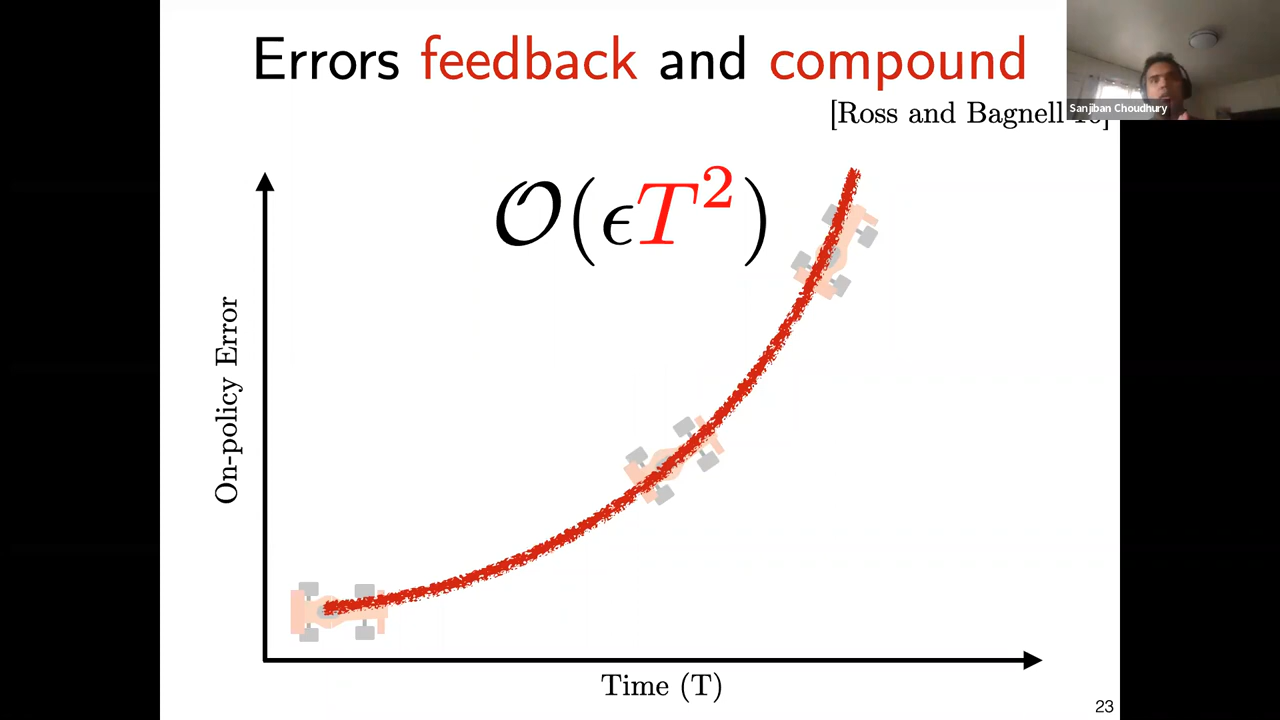 Errors feedback and compound
Sanjiban Choudhury
[Ross and Bagnell
𝒪(ϵT²)
On-policy Error
Time (T)
23